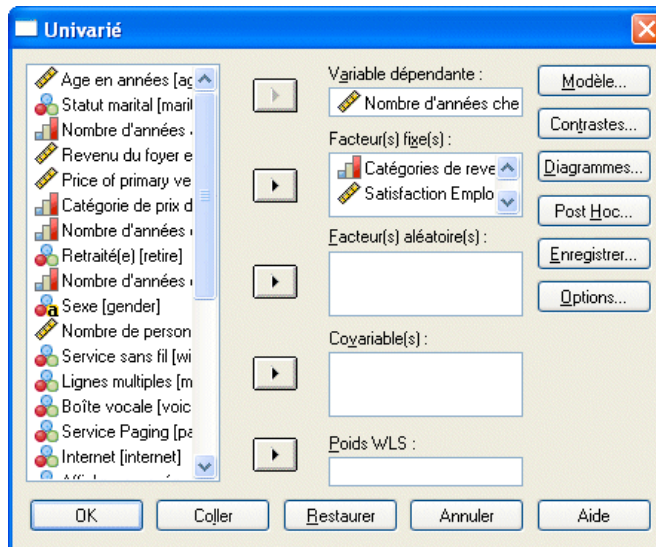 Univarié
Age en années [ag
Statut marital [marit
Nombre d'années
Revenu du foyer e
Price of primary ve
Catégorie de prix d
Nombre d'années
Retraité(e) [retire]
Nombre d'années
Sexe [gender]
Nombre de person
Service sans fil [wi
Lignes multiples [m
Boîte vocale [voic
Service Paging [pa
Internet [internet]
Variable dépendante :
Nombre d'années che
Facteur(s) fixe(s) :
Catégories de reve
Satisfaction Emplo
Facteur(s) aléatoire(s) :
Covariable(s) :
Poids WLS :
Modèle...
Contrastes...
Diagrammes...
Post Hoc...
Enregistrer...
Options...
OK
Coller
Restaurer
Annuler
Aide